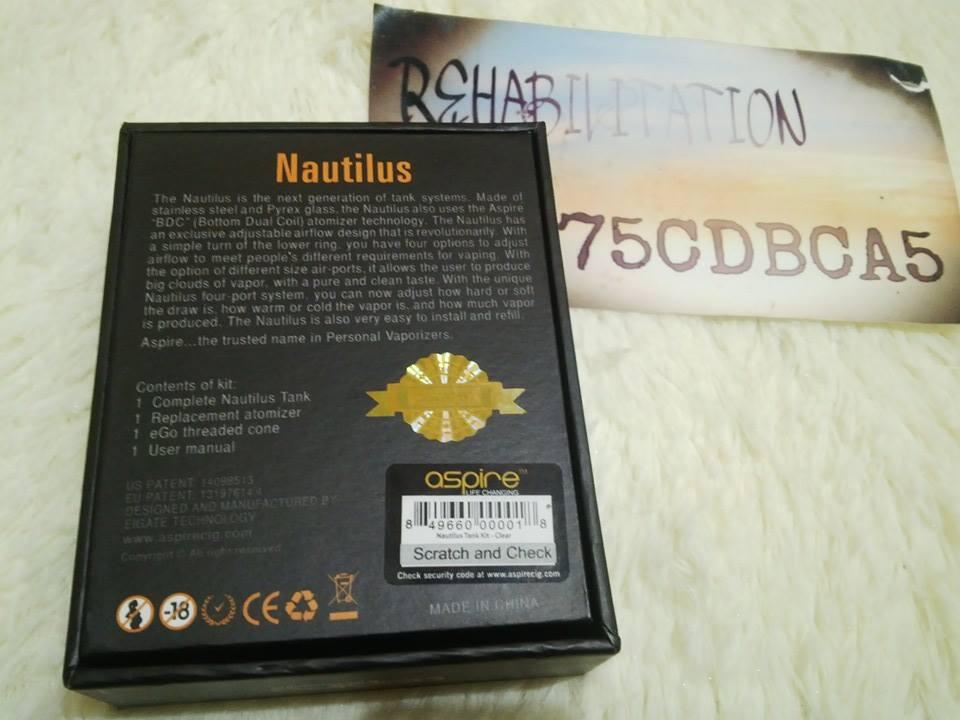 REHABILITATION
75CDBCA5
Nautilus
The Nautilus is the next generation of tank systems. Made of
stainless steel and Pyrex glass, the Nautilus also uses the Aspire
"BDC" (Bottom Dual Coil) atomizer technology. The Nautilus has
an exclusive adjustable airflow design that is revolutionarily. With
a simple turn of the lower ring, you have four options to adjust
airflow to meet people's different requirements for vaping. With
the option of different size air-ports, it allows the user to produce
big clouds of vapor, with a pure and clean taste. With the unique
Nautilus four-port system, you can now adjust how hard or soft
the draw is, how warm or cold the vapor is, and how much vapor
is produced. The Nautilus is also very easy to install and refill.
Aspire...the trusted name in Personal Vaporizers.
Contents of kit:
1 Complete Nautilus Tank
1 Replacement atomizer
1 eGo threaded cone
1 User manual
US PATENT: 14098513
EU PATENT: 13197614.4
DESIGNED AND MANUFACTURED BY
EIGATE TECHNOLOGY
www.aspirecig.com
Copyright © All rights reserved
aspire™
LIFE CHANGING
8 49660 00001 8
Nautilus Tank Kit - Clear
Scratch and Check
Check security code at www.aspirecig.com
-18
CE
MADE IN CHINA